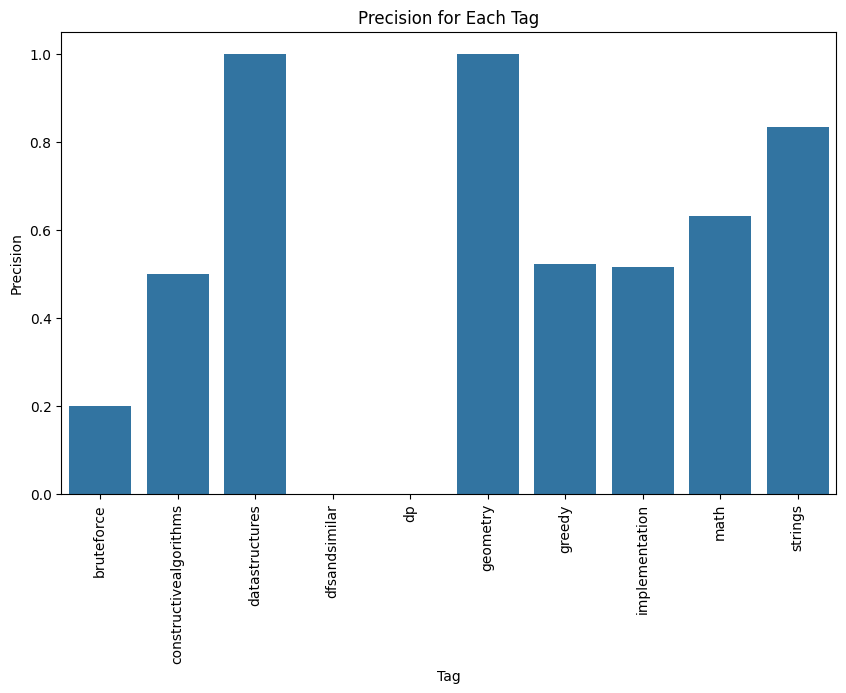 Precision for Each Tag
1.0
0.8
0.6
0.4
0.2
0.0
Precision
bruteforce
constructivealgorithms
datastructures
dfsandsimilar
dp
geometry
greedy
implementation
math
strings
Tag